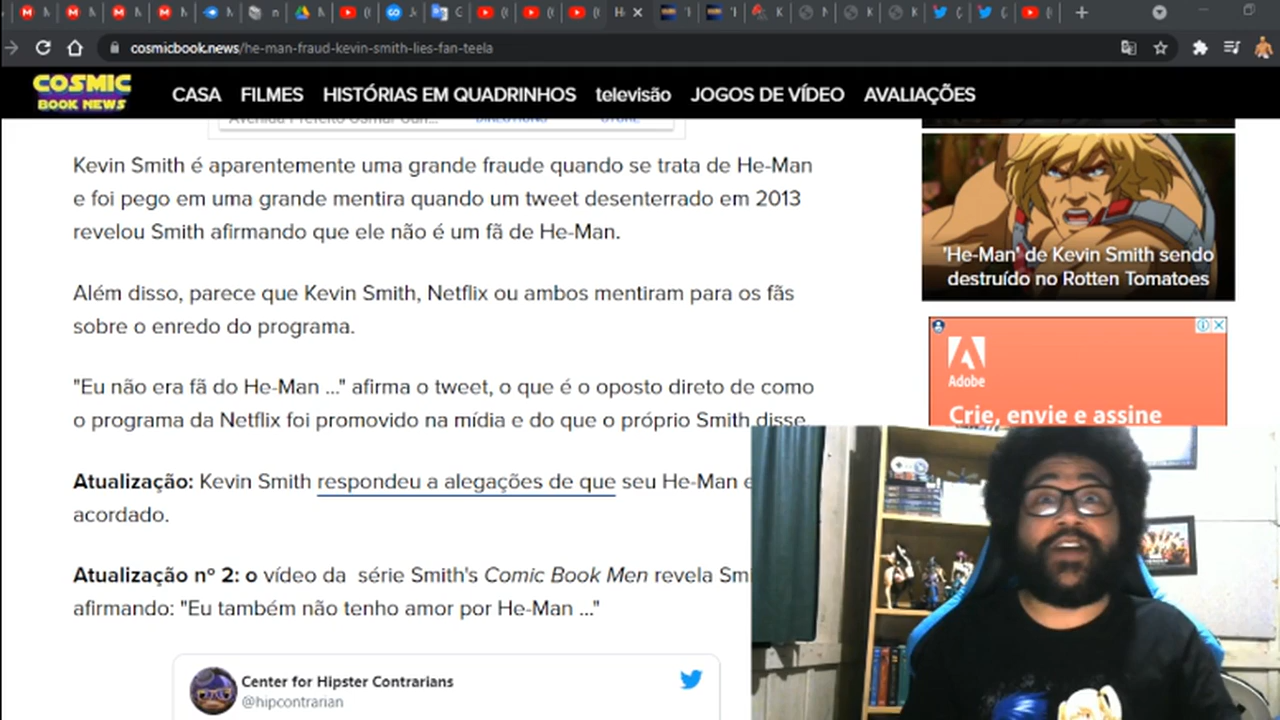 cosmicbook.news/he-man-fraud-kevin-smith-lies-fan-teela
COSMIC
BOOK NEWS
CASA FILMES HISTÓRIAS EM QUADRINHOS televisão JOGOS DE VÍDEO AVALIAÇÕES
Kevin Smith é aparentemente uma grande fraude quando se trata de He-Man
e foi pego em uma grande mentira quando um tweet desenterrado em 2013
revelou Smith afirmando que ele não é um fã de He-Man.
Além disso, parece que Kevin Smith, Netflix ou ambos mentiram para os fãs
sobre o enredo do programa.
"Eu não era fã do He-Man ..." afirma o tweet, o que é o oposto direto de como
o programa da Netflix foi promovido na mídia e do que o próprio Smith disse
Atualização: Kevin Smith respondeu a alegações de que seu He-Man
acordado.
Atualização nº 2: o vídeo da série Smith's Comic Book Men revela
afirmando: "Eu também não tenho amor por He-Man ..."
Center for Hipster Contrarians
@hipcontrarian
'He-Man' de Kevin Smith sendo
destruído no Rotten Tomatoes
Adobe
Crie, envie e assine